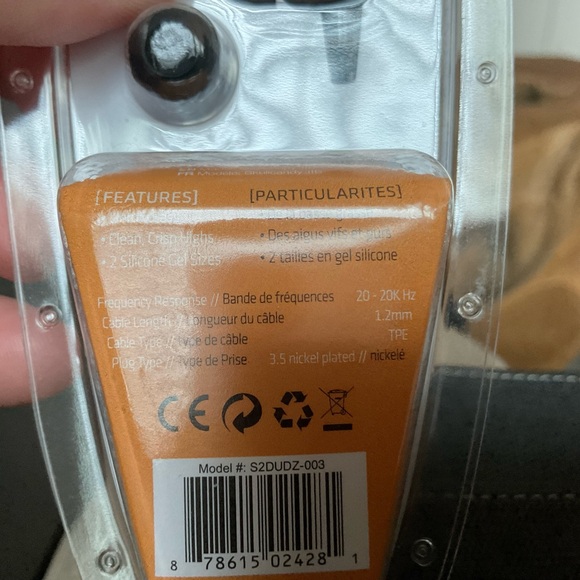 [FEATURES] [PARTICULARITES]
• Clean, Crisp Highs • Des aigus vifs et
• 2 Silicone Gel Sizes • 2 tailles en gel silicone
Frequency Response // Bande de fréquences 20 - 20K Hz
Cable Length // Longueur du câble 1.2mm
Cable Type // Type de câble TPE
Plug Type // Type de Prise 3.5 nickel plated // nickelé
CE
Model #: S2DUDZ-003
8 78615 02428 1